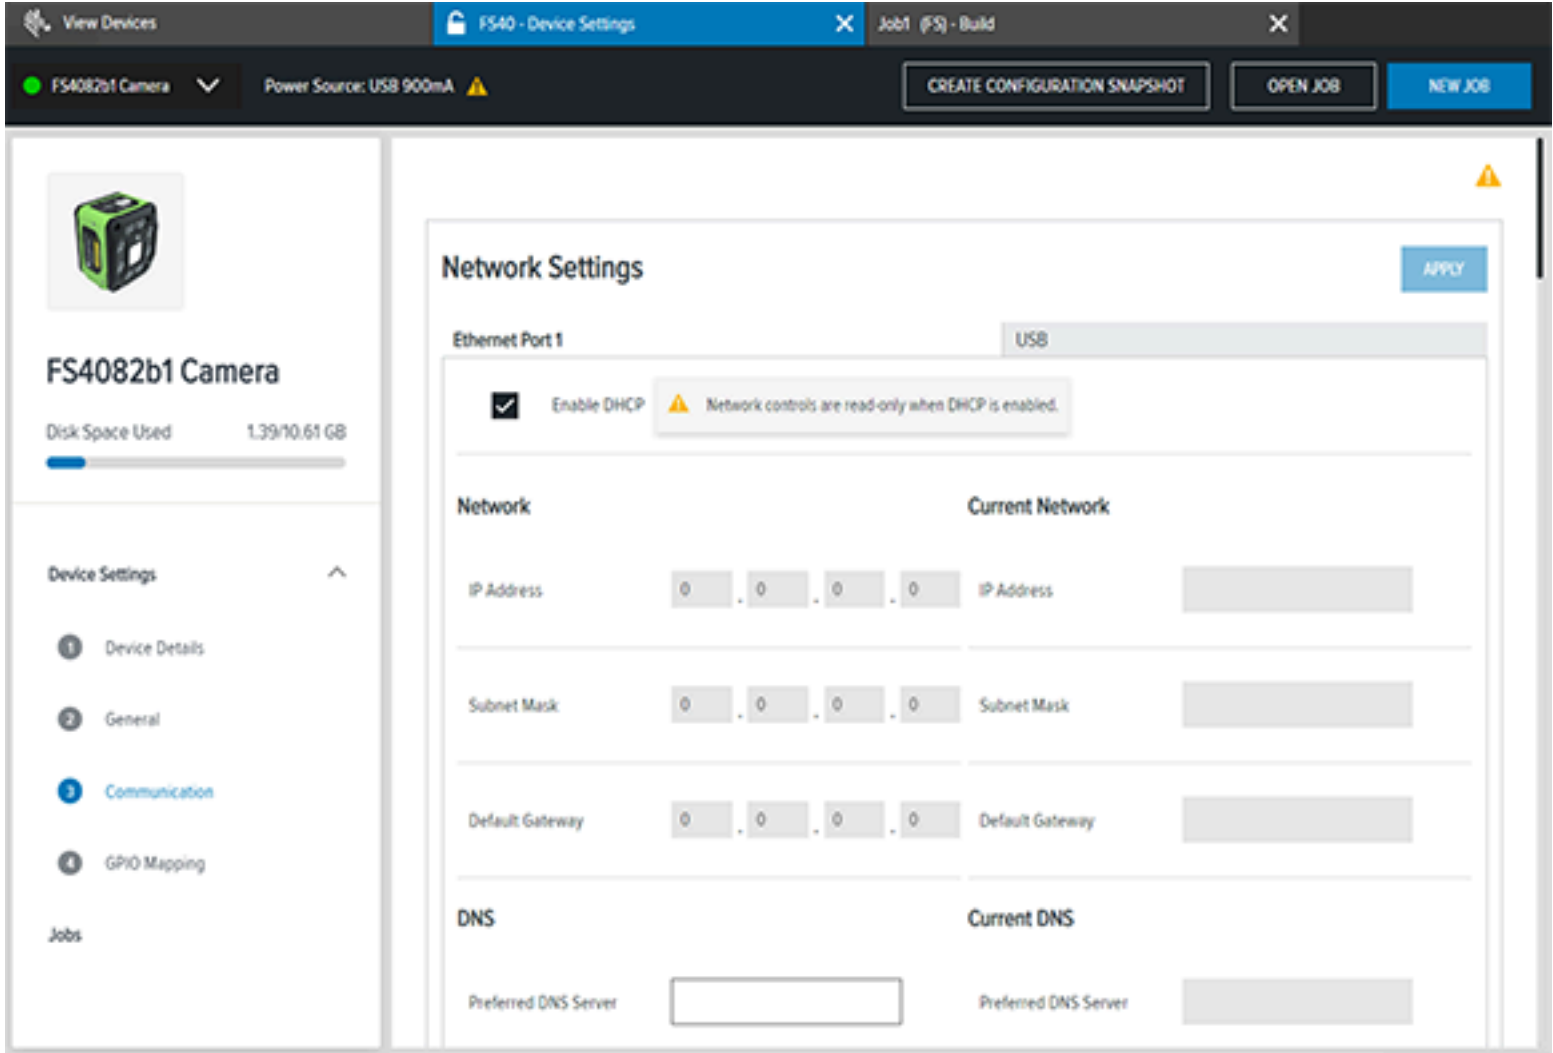 View Devices
FS40 - Device Settings
Job1 (FS) - Build
FS4082b1 Camera
Power Source: USB 900mA
CREATE CONFIGURATION SNAPSHOT
OPEN JOB
NEW JOB
FS4082b1 Camera
Disk Space Used 1.39/10.61 GB
Device Settings
1 Device Details
2 General
3 Communication
4 GPIO Mapping
Jobs
Network Settings
APPLY
Ethernet Port 1
USB
Enable DHCP
Network controls are read-only when DHCP is enabled.
Network
Current Network
IP Address 0 . 0 . 0 . 0
IP Address
Subnet Mask 0 . 0 . 0 . 0
Subnet Mask
Default Gateway 0 . 0 . 0 . 0
Default Gateway
DNS
Current DNS
Preferred DNS Server
Preferred DNS Server